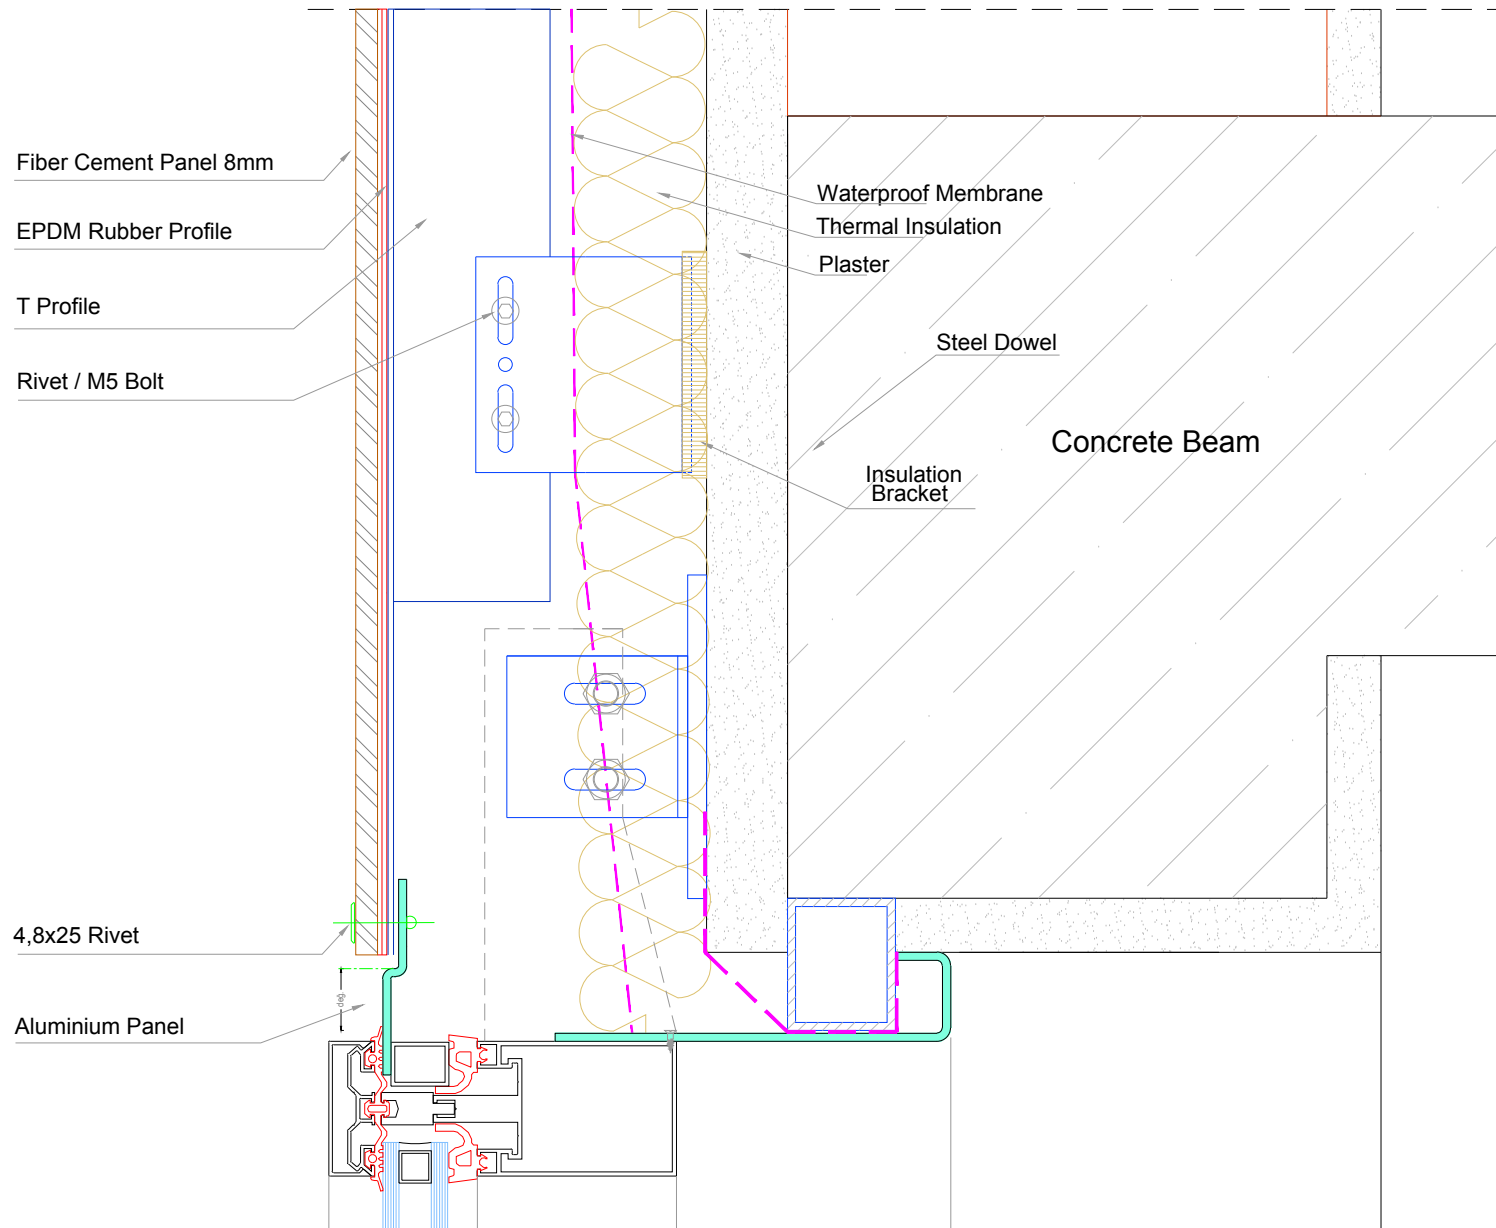 Fiber Cement Panel 8mm
EPDM Rubber Profile
T Profile
Rivet / M5 Bolt
Waterproof Membrane
Thermal Insulation
Plaster
Steel Dowel
Concrete Beam
Insulation
Bracket
4,8x25 Rivet
Aluminium Panel